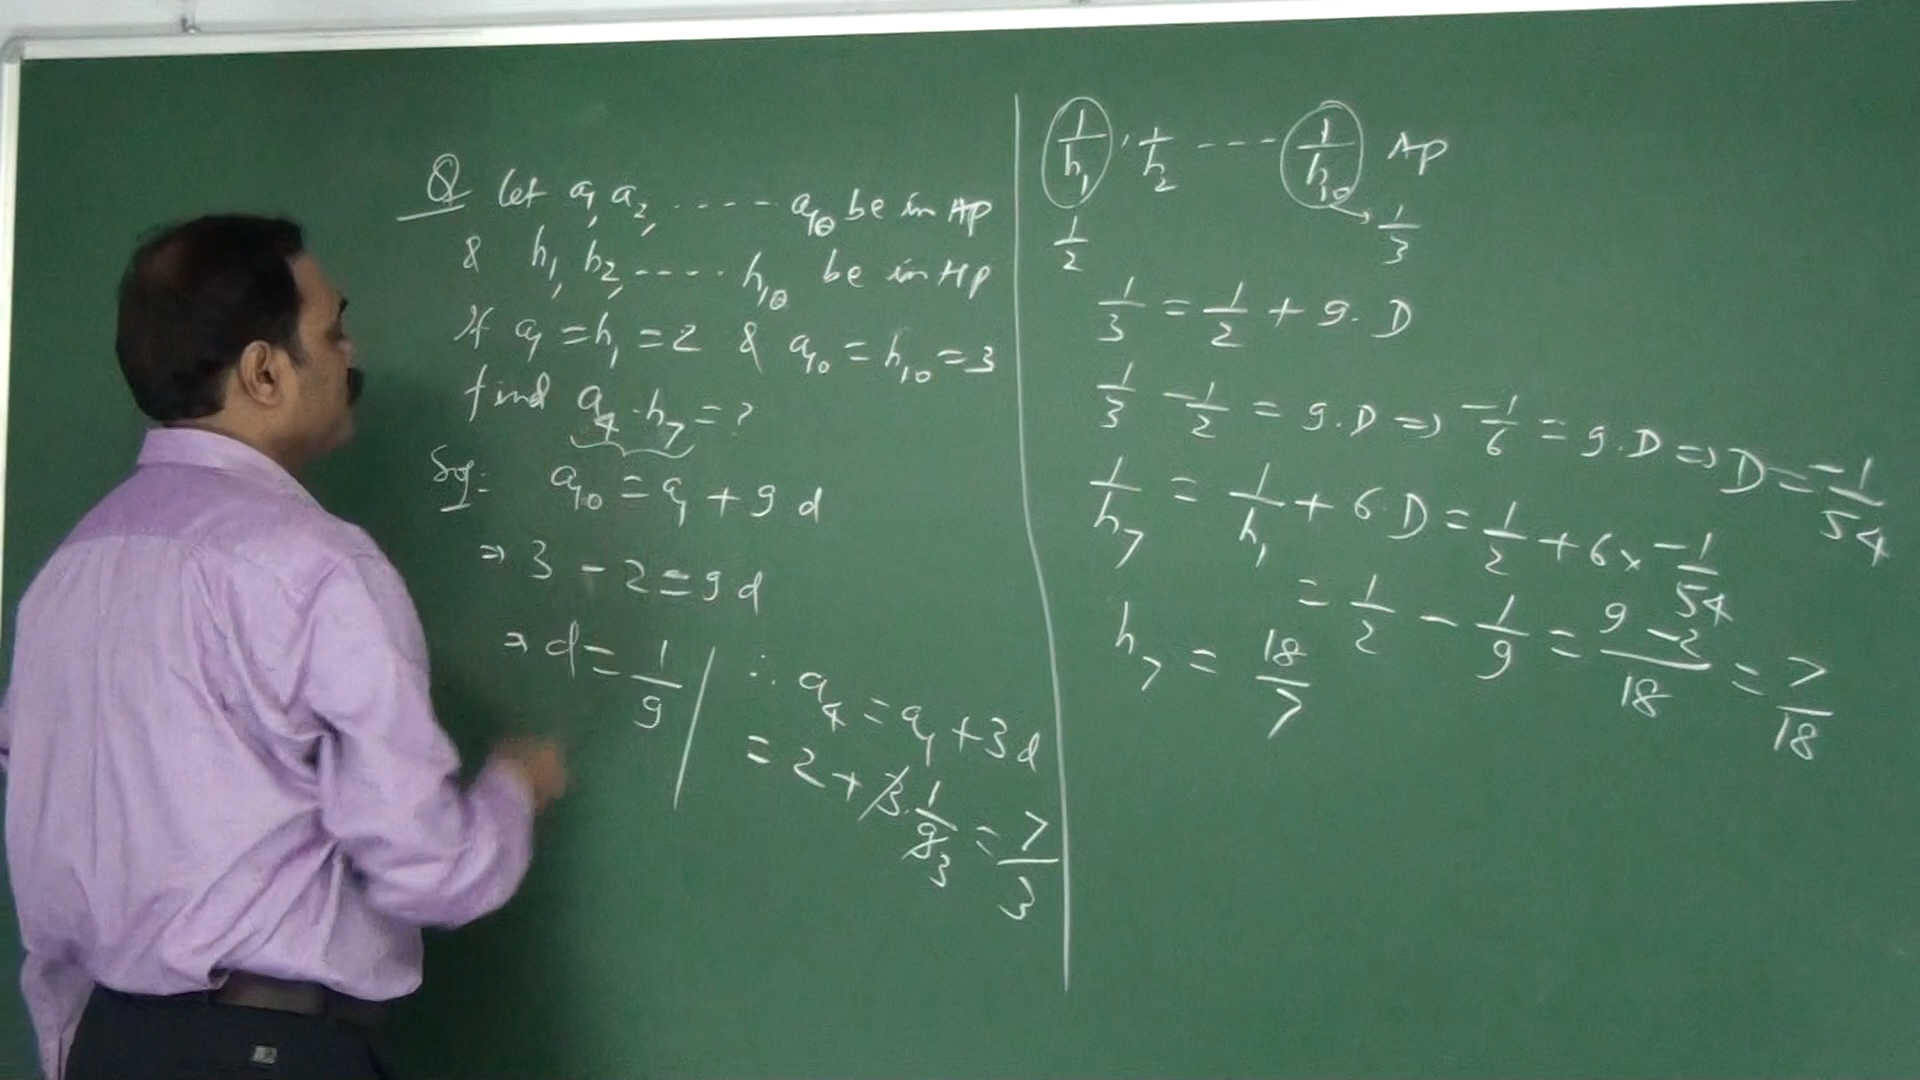 Q Let a₁, a₂, ..... a₁₀ be in AP
& h₁, h₂, ..... h₁₀ be in HP
If a₁ = h₁ = 2 & a₁₀ = h₁₀ = 3
find a₄ . h₇ = ?
Sol: a₁₀ = a₁ + 9d
⇒ 3 - 2 = 9d
⇒ d = 1/9
∴ a₄ = a₁ + 3d
= 2 + 3 . 1/9 3 = 7/3
1/h₁, 1/h₂ ---- 1/h₁₀ AP
1/2 → 1/3
1/3 = 1/2 + 9.D
1/3 - 1/2 = 9.D ⇒ -1/6 = 9.D ⇒ D = -1/54
1/h₇ = 1/h₁ + 6.D = 1/2 + 6 x -1/54
= 1/2 - 1/9 = 9-2/18 = 7/18
h₇ = 18/7